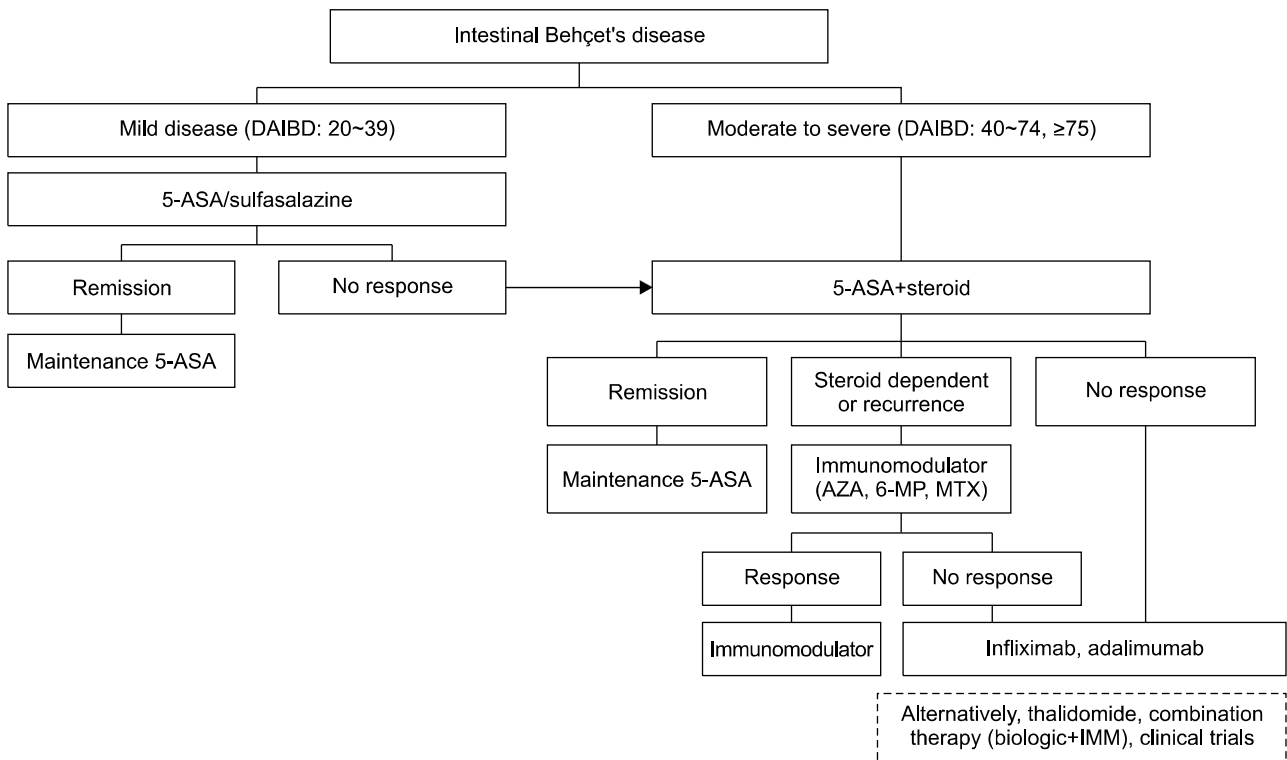 Intestinal Behçet's disease
Mild disease (DAIBD: 20~39)
Moderate to severe (DAIBD: 40~74, ≥75)
5-ASA/sulfasalazine
Remission
No response
5-ASA+steroid
Maintenance 5-ASA
Remission
Steroid dependent
or recurrence
No response
Maintenance 5-ASA
Immunomodulator
(AZA, 6-MP, MTX)
Response
No response
Immunomodulator
Infliximab, adalimumab
Alternatively, thalidomide, combination
therapy (biologic+IMM), clinical trials